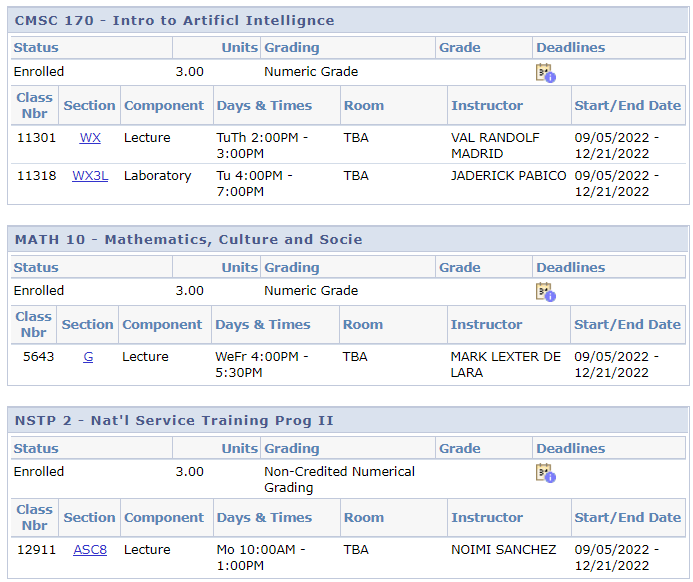 CMSC 170 - Intro to Artificl Intellignce
Status Units Grading Grade Deadlines
Enrolled 3.00 Numeric Grade
Class Nbr Section Component Days & Times Room Instructor Start/End Date
11301 WX Lecture TuTh 2:00PM - 3:00PM TBA VAL RANDOLF MADRID 09/05/2022 - 12/21/2022
11318 WX3L Laboratory Tu 4:00PM - 7:00PM TBA JADERICK PABICO 09/05/2022 - 12/21/2022
MATH 10 - Mathematics, Culture and Socie
Status Units Grading Grade Deadlines
Enrolled 3.00 Numeric Grade
Class Nbr Section Component Days & Times Room Instructor Start/End Date
5643 G Lecture WeFr 4:00PM - 5:30PM TBA MARK LEXTER DE LARA 09/05/2022 - 12/21/2022
NSTP 2 - Nat'l Service Training Prog II
Status Units Grading Grade Deadlines
Enrolled 3.00 Non-Credited Numerical Grading
Class Nbr Section Component Days & Times Room Instructor Start/End Date
12911 ASC8 Lecture Mo 10:00AM - 1:00PM TBA NOIMI SANCHEZ 09/05/2022 - 12/21/2022